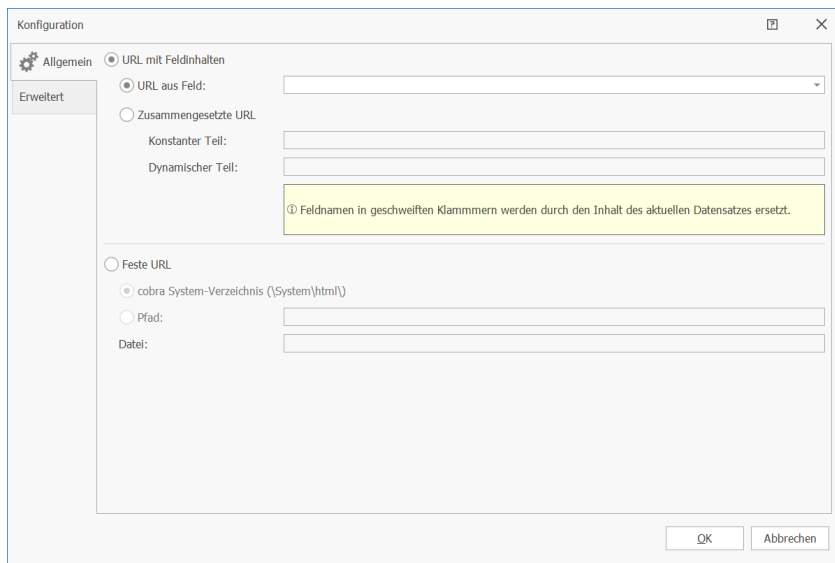 Konfiguration
Allgemein
Erweitert
URL mit Feldinhalten
URL aus Feld:
Zusammengesetzte URL
Konstanter Teil:
Dynamischer Teil:
Feldnamen in geschweiften Klammmern werden durch den Inhalt des aktuellen Datensatzes ersetzt.
Feste URL
cobra System-Verzeichnis (\System\html\)
Pfad:
Datei:
OK
Abbrechen